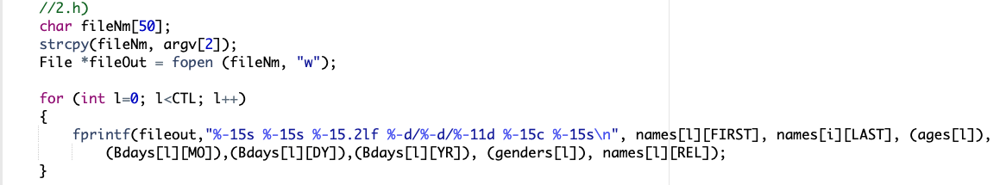 //2.h)
char fileNm[50];
strcpy(fileNm, argv[2]);
File *fileOut = fopen (fileNm, "w");
for (int l=0; l<CTL; l++)
{
fprintf(fileout,"%-15s %-15s %-15.2lf %-d/%-d/%-11d %-15c %-15s\n", names[l][FIRST], names[i][LAST], (ages[l]),
(Bdays[l][MO]),(Bdays[l][DY]),(Bdays[l][YR]), (genders[l]), names[l][REL]);
}